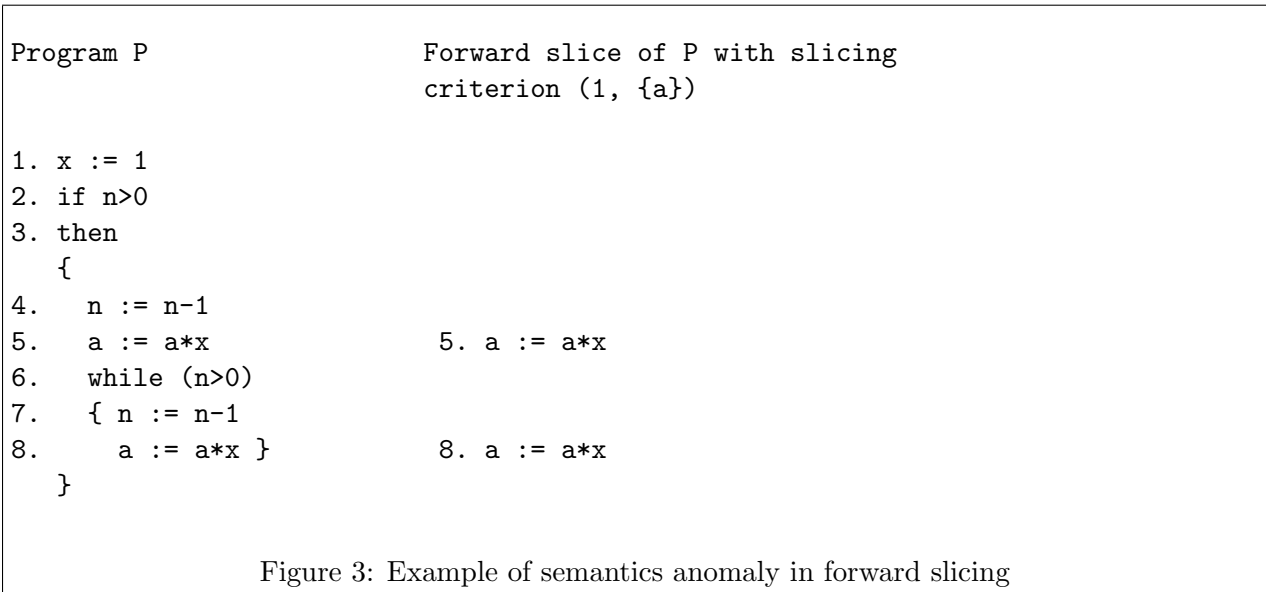 Program P                    Forward slice of P with slicing
                             criterion (1, {a})
1. x := 1
2. if n>0
3. then
   {
4.   n := n-1
5.   a := a*x                 5. a := a*x
6.   while (n>0)
7.   { n := n-1
8.     a := a*x }             8. a := a*x
   }
Figure 3: Example of semantics anomaly in forward slicing